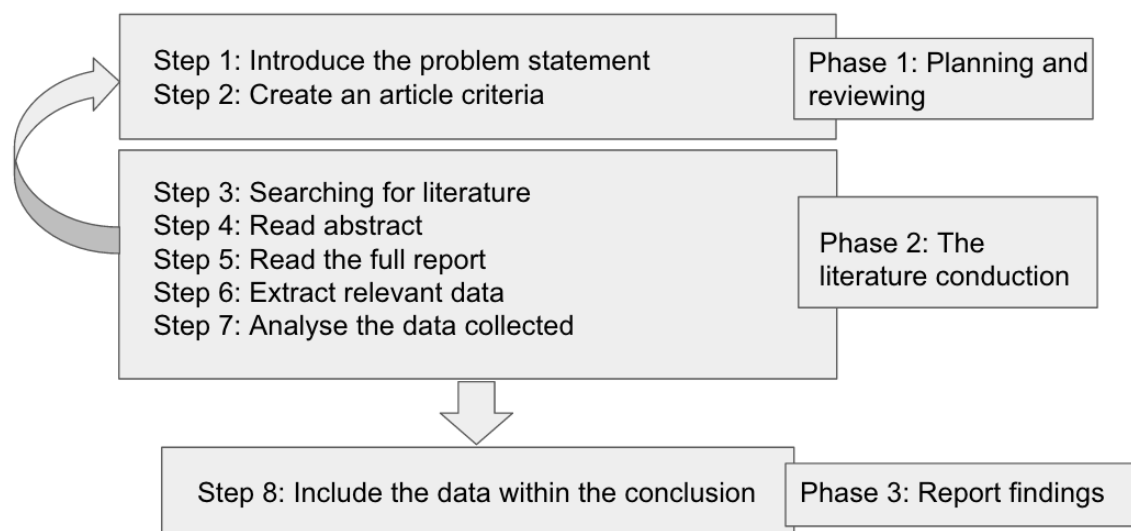 Step 1: Introduce the problem statement
Step 2: Create an article criteria
Phase 1: Planning and
reviewing
Step 3: Searching for literature
Step 4: Read abstract
Step 5: Read the full report
Step 6: Extract relevant data
Step 7: Analyse the data collected
Phase 2: The
literature conduction
Step 8: Include the data within the conclusion
Phase 3: Report findings